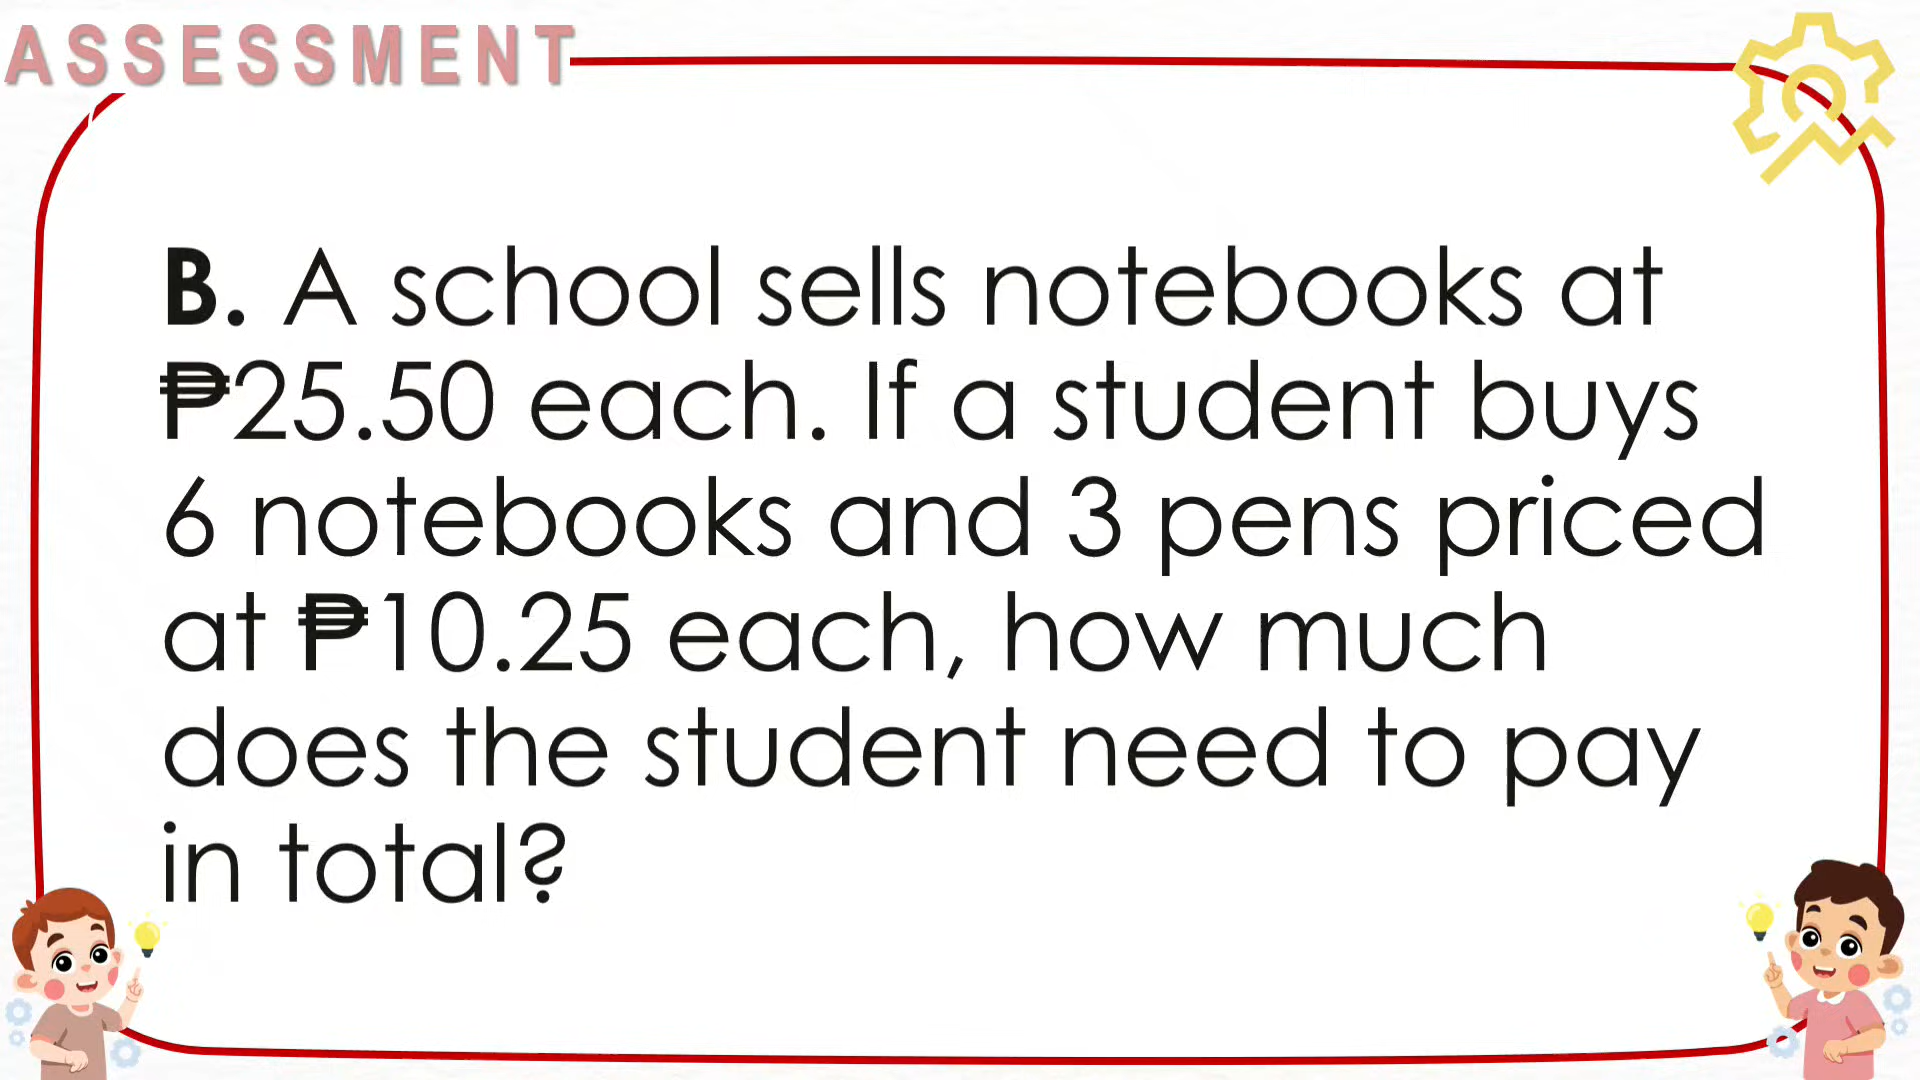 ASSESSMENT
B. A school sells notebooks at
₱25.50 each. If a student buys
6 notebooks and 3 pens priced
at ₱10.25 each, how much
does the student need to pay
in total?